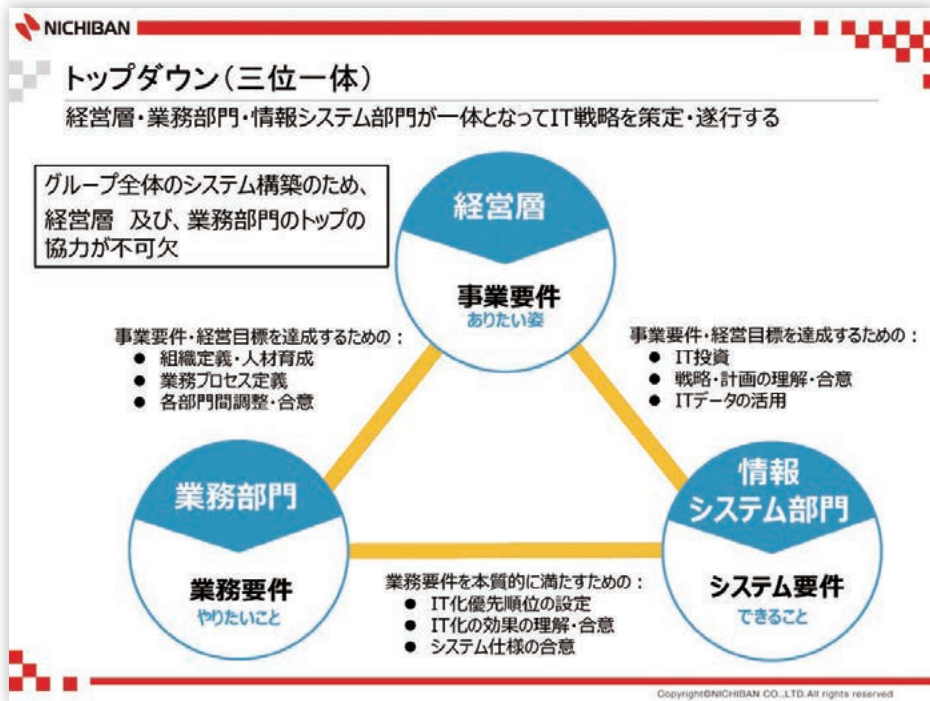 NICHIBAN
トップダウン(三位一体)
経営層・業務部門・情報システム部門が一体となってIT戦略を策定・遂行する
グループ全体のシステム構築のため、
経営層 及び、業務部門のトップの
協力が不可欠
経営層
事業要件
ありたい姿
事業要件・経営目標を達成するための:
● 組織定義・人材育成
● 業務プロセス定義
● 各部門間調整・合意
事業要件・経営目標を達成するための:
● IT投資
● 戦略・計画の理解・合意
● ITデータの活用
業務部門
業務要件
やりたいこと
情報
システム部門
システム要件
できること
業務要件を本質的に満たすための:
● IT化優先順位の設定
● IT化の効果の理解・合意
● システム仕様の合意
Copyright©NICHIBAN CO.,LTD.All rights reserved